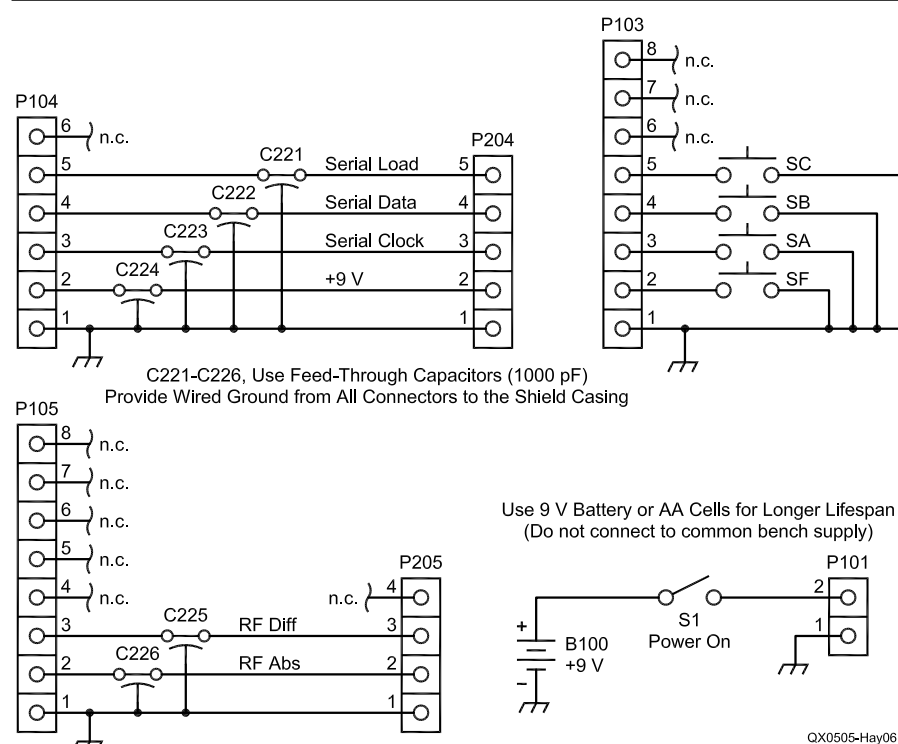 P104
6 n.c.
C221 Serial Load P204
5 5
C222 Serial Data
4 4
C223 Serial Clock
3 3
C224 +9 V
2 2
1 1
P103
8 n.c.
7 n.c.
6 n.c.
5 SC
4 SB
3 SA
2 SF
1
C221-C226, Use Feed-Through Capacitors (1000 pF)
Provide Wired Ground from All Connectors to the Shield Casing
P105
8 n.c.
7 n.c.
6 n.c.
5 n.c.
P205
4 n.c. n.c. 4
C225 RF Diff
3 3
C226 RF Abs
2 2
1 1
Use 9 V Battery or AA Cells for Longer Lifespan
(Do not connect to common bench supply)
P101
2
S1
Power On
1
+
B100
+9 V
–
QX0505-Hay06